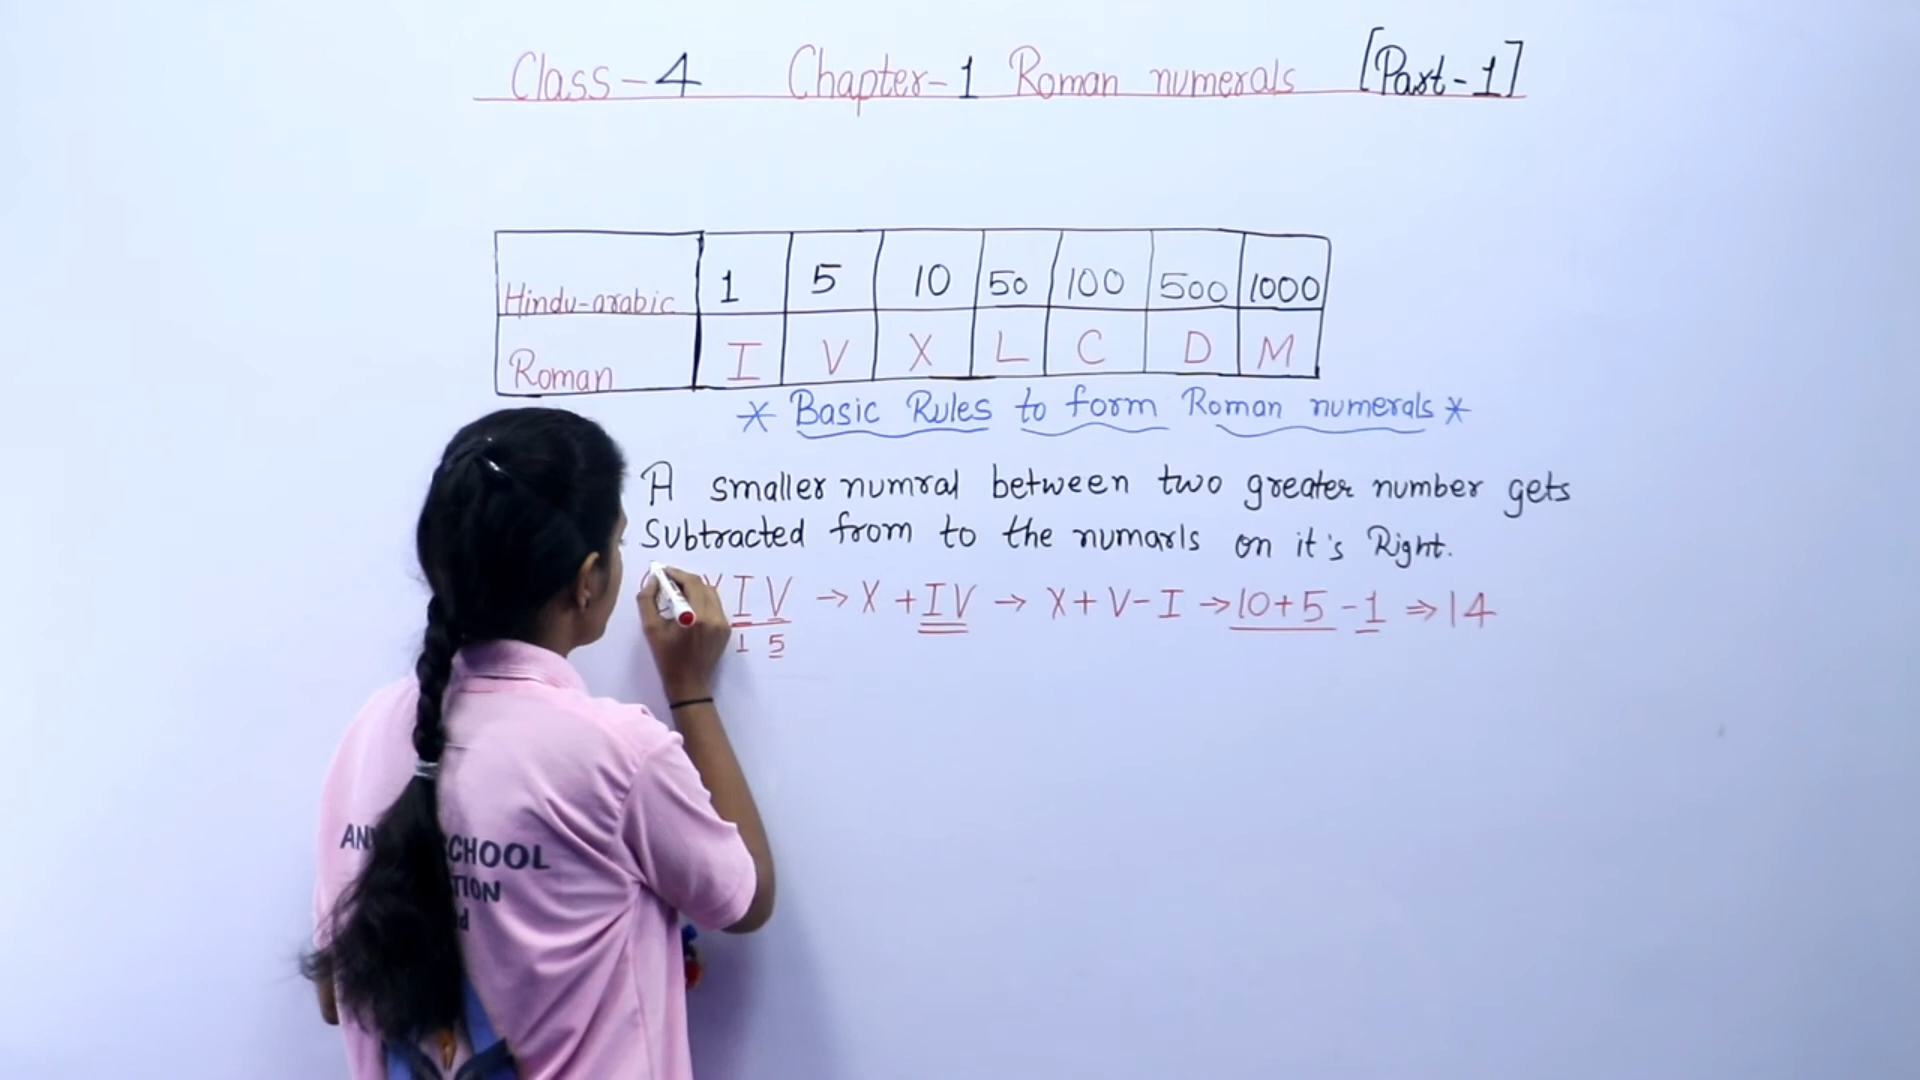 Class-4 Chapter-1 Roman numerals [Part-1]
Hindu-arabic 1 5 10 50 100 500 1000
Roman I V X L C D M
* Basic Rules to form Roman numerals *
A smaller numral between two greater number gets
Subtracted from to the numarls on it's Right.
X I V → X + IV → X + V - I → 10+5 - 1 ⇒ 14
1 5
SCHOOL